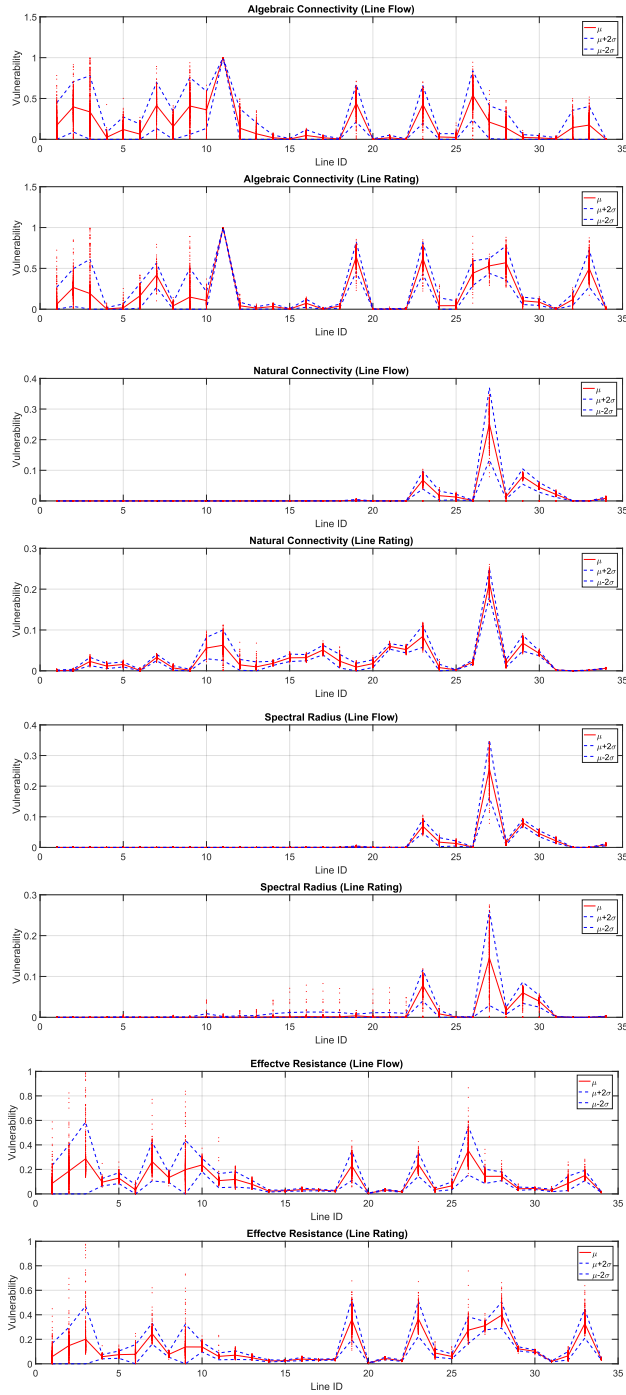 Algebraic Connectivity (Line Flow)
1.5
1
0.5
0
Vulnerability
μ
μ+2σ
μ-2σ
0 5 10 15 20 25 30 35
Line ID
Algebraic Connectivity (Line Rating)
1.5
1
0.5
0
Vulnerability
μ
μ+2σ
μ-2σ
0 5 10 15 20 25 30 35
Line ID
Natural Connectivity (Line Flow)
0.4
0.3
0.2
0.1
0
Vulnerability
μ
μ+2σ
μ-2σ
0 5 10 15 20 25 30 35
Line ID
Natural Connectivity (Line Rating)
0.3
0.2
0.1
0
Vulnerability
μ
μ+2σ
μ-2σ
0 5 10 15 20 25 30 35
Line ID
Spectral Radius (Line Flow)
0.4
0.3
0.2
0.1
0
Vulnerability
μ
μ+2σ
μ-2σ
0 5 10 15 20 25 30 35
Line ID
Spectral Radius (Line Rating)
0.3
0.2
0.1
0
Vulnerability
μ
μ+2σ
μ-2σ
0 5 10 15 20 25 30 35
Line ID
Effectve Resistance (Line Flow)
1
0.8
0.6
0.4
0.2
0
Vulnerability
μ
μ+2σ
μ-2σ
0 5 10 15 20 25 30 35
Line ID
Effectve Resistance (Line Rating)
1
0.8
0.6
0.4
0.2
0
Vulnerability
μ
μ+2σ
μ-2σ
0 5 10 15 20 25 30 35
Line ID